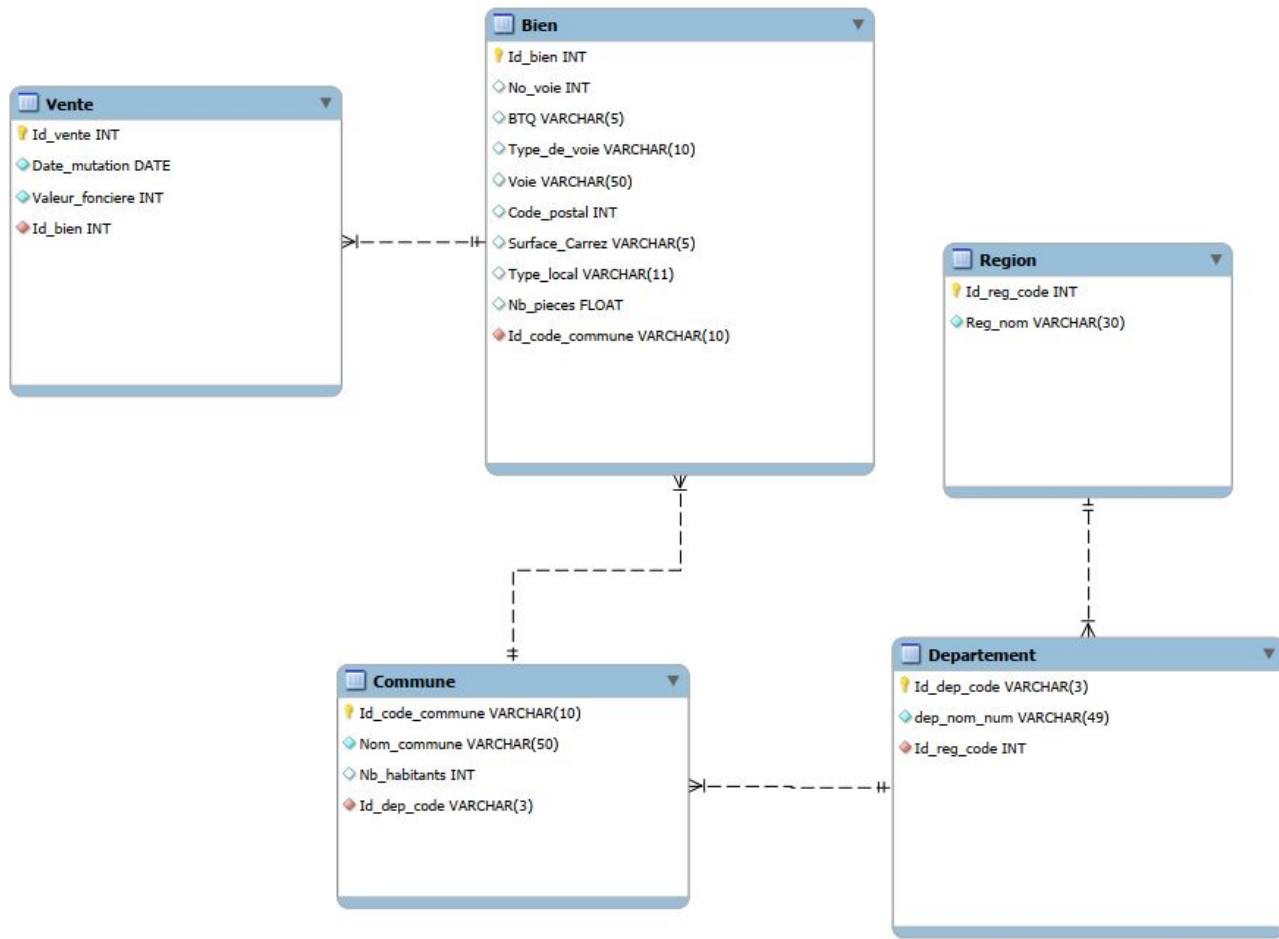 Bien
Id_bien INT
No_voie INT
BTQ VARCHAR(5)
Type_de_voie VARCHAR(10)
Voie VARCHAR(50)
Code_postal INT
Surface_Carrez VARCHAR(5)
Type_local VARCHAR(11)
Nb_pieces FLOAT
Id_code_commune VARCHAR(10)
Vente
Id_vente INT
Date_mutation DATE
Valeur_fonciere INT
Id_bien INT
Region
Id_reg_code INT
Reg_nom VARCHAR(30)
Commune
Id_code_commune VARCHAR(10)
Nom_commune VARCHAR(50)
Nb_habitants INT
Id_dep_code VARCHAR(3)
Departement
Id_dep_code VARCHAR(3)
dep_nom_num VARCHAR(49)
Id_reg_code INT